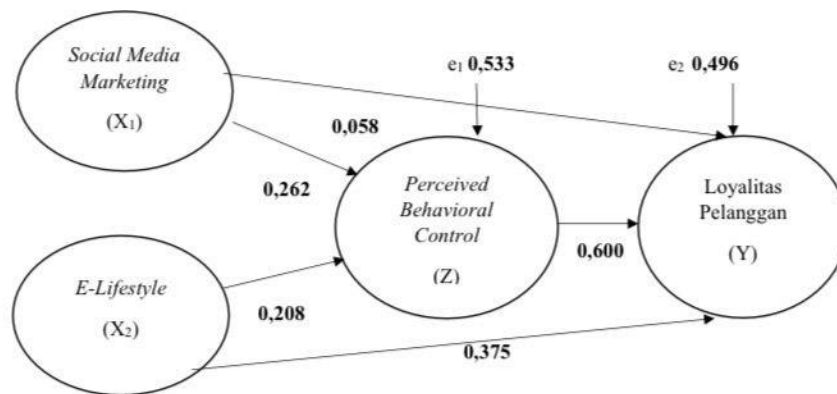 Social Media
Marketing
(X₁)
e₁ 0,533
e₂ 0,496
0,058
0,262
Perceived
Behavioral
Control
(Z)
Loyalitas
Pelanggan
(Y)
0,600
E-Lifestyle
(X₂)
0,208
0,375